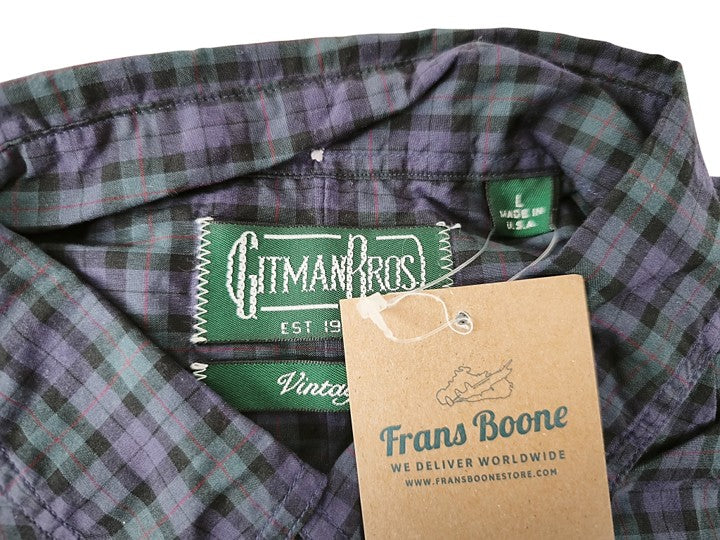 L
MADE IN
U.S.A.
GITMAN BROS.
EST 19
Vintag
Frans Boone
WE DELIVER WORLDWIDE
WWW.FRANSBOONESTORE.COM